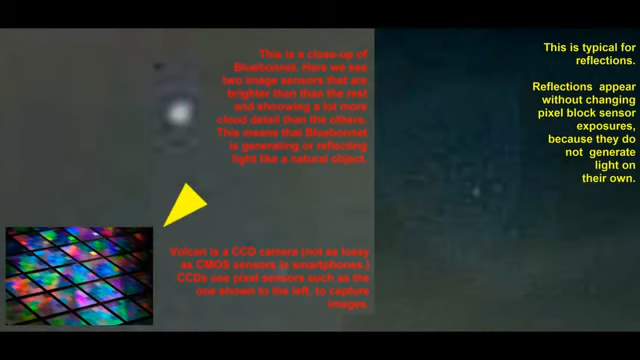 This is a close-up of
Bluebonnet. Here we see
two image sensors that are
brighter than than the rest
and shnowing a lot more
cloud detail than the others.
This means that Bluebonnet
is generating or reflecting
light like a natural object.
Volcan is a CCD camera (not as lossy
as CMOS sensors is smartphones.)
CCDs use pixel sensors such as the
one shown to the left, to capture
images.
This is typical for
reflections.
Reflections appear
without changing
pixel block sensor
exposures,
because they do
not generate
light on
their own.